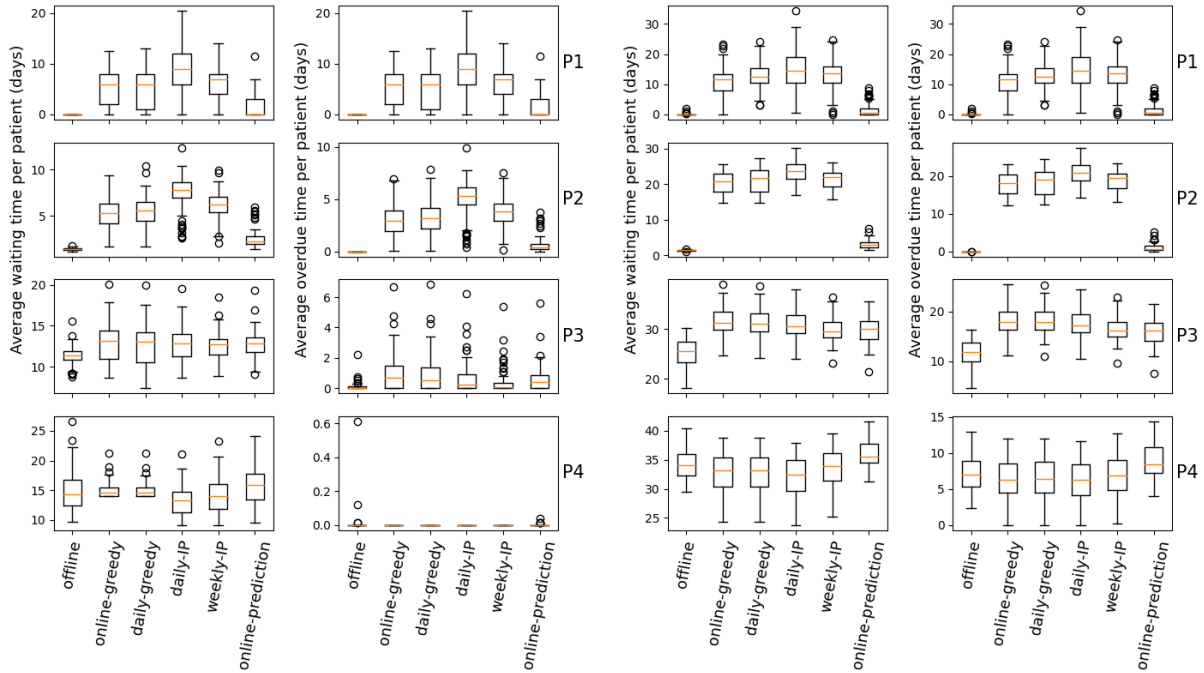 Average waiting time per patient (days)
20
10
0
10
5
20
15
10
25
20
15
10
offline
online-greedy
daily-greedy
daily-IP
weekly-IP
online-prediction
Average overdue time per patient (days)
20
10
0
P1
10
5
0
P2
6
4
2
0
P3
0.6
0.4
0.2
0.0
P4
offline
online-greedy
daily-greedy
daily-IP
weekly-IP
online-prediction
Average waiting time per patient (days)
30
20
10
0
30
20
10
0
30
20
40
35
30
25
offline
online-greedy
daily-greedy
daily-IP
weekly-IP
online-prediction
Average overdue time per patient (days)
30
20
10
0
P1
20
10
0
P2
20
10
P3
15
10
5
0
P4
offline
online-greedy
daily-greedy
daily-IP
weekly-IP
online-prediction